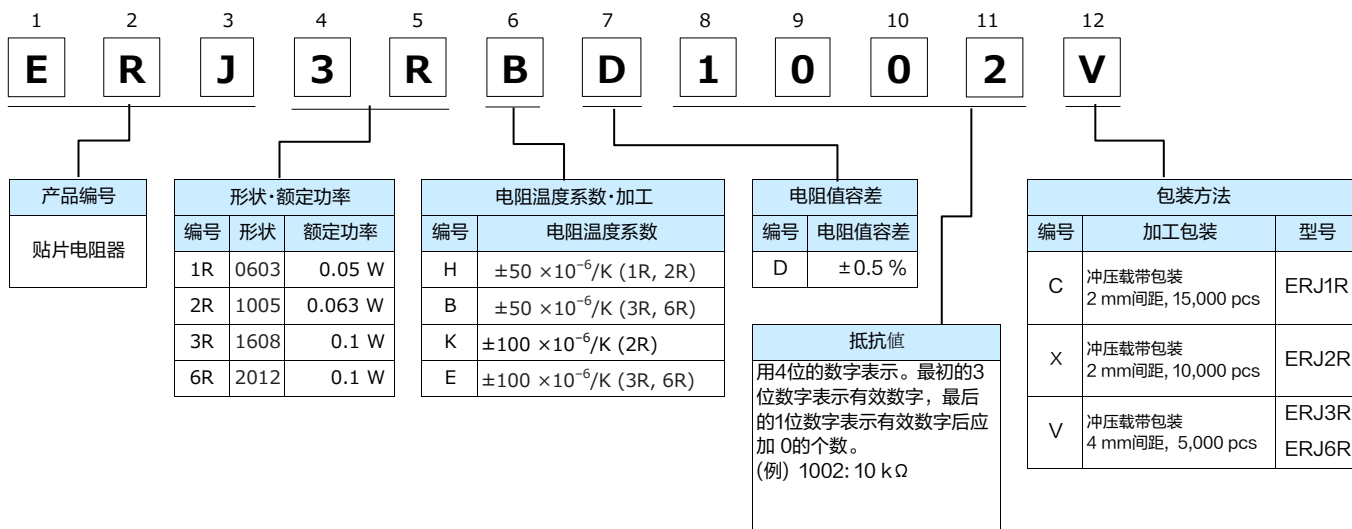 1 2 3 4 5 6 7 8 9 10 11 12
E R J 3 R B D 1 0 0 2 V
产品编号
贴片电阻器
形状·额定功率
编号 形状 额定功率
1R 0603 0.05 W
2R 1005 0.063 W
3R 1608 0.1 W
6R 2012 0.1 W
电阻温度系数·加工
编号 电阻温度系数
H ±50 ×10⁻⁶/K (1R, 2R)
B ±50 ×10⁻⁶/K (3R, 6R)
K ±100 ×10⁻⁶/K (2R)
E ±100 ×10⁻⁶/K (3R, 6R)
电阻值容差
编号 电阻值容差
D ±0.5 %
抵抗値
用4位的数字表示。最初的3
位数字表示有效数字，最后
的1位数字表示有效数字后应
加 0的个数。
(例) 1002: 10 kΩ
包装方法
编号 加工包装 型号
C 冲压载带包装 ERJ1R
2 mm间距, 15,000 pcs
X 冲压载带包装 ERJ2R
2 mm间距, 10,000 pcs
V 冲压载带包装 ERJ3R
4 mm间距, 5,000 pcs ERJ6R